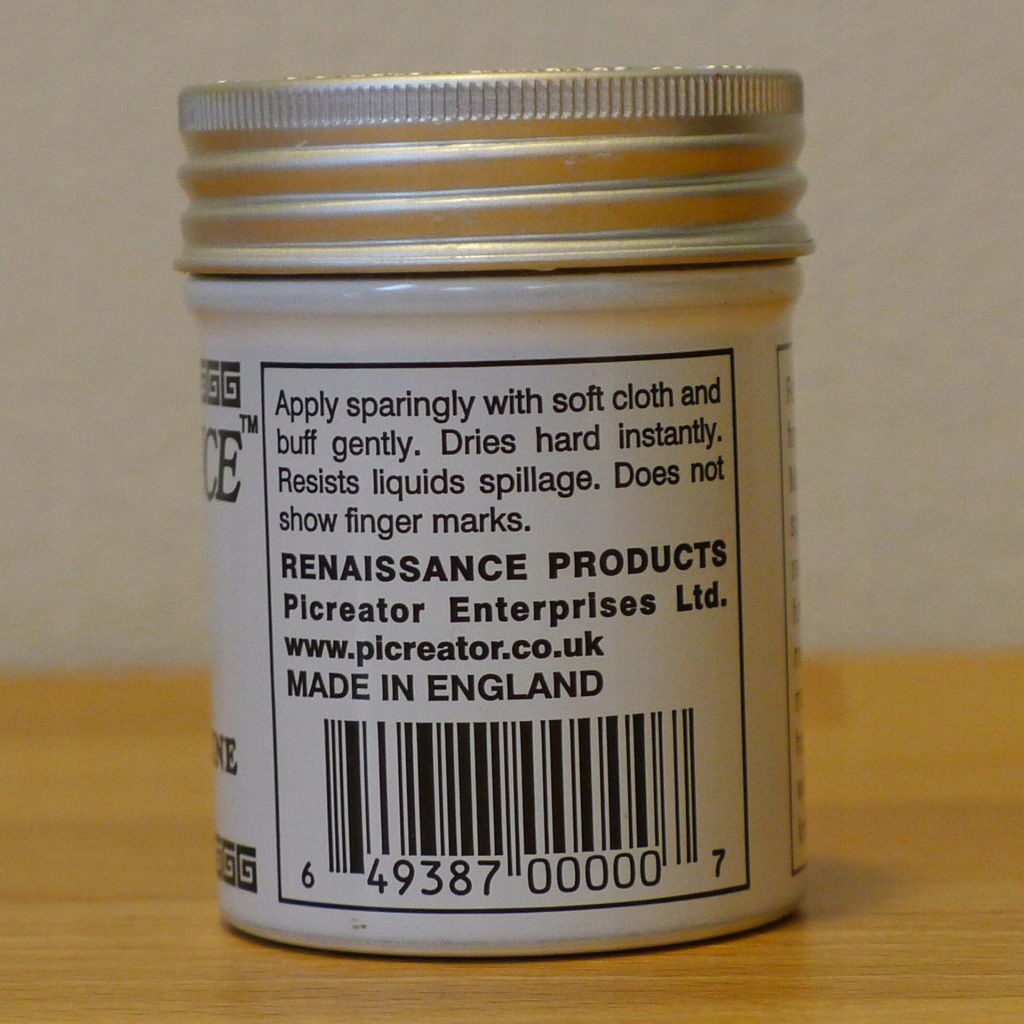 CE™
NE
Apply sparingly with soft cloth and
buff gently. Dries hard instantly.
Resists liquids spillage. Does not
show finger marks.
RENAISSANCE PRODUCTS
Picreator Enterprises Ltd.
www.picreator.co.uk
MADE IN ENGLAND
6 49387 00000 7